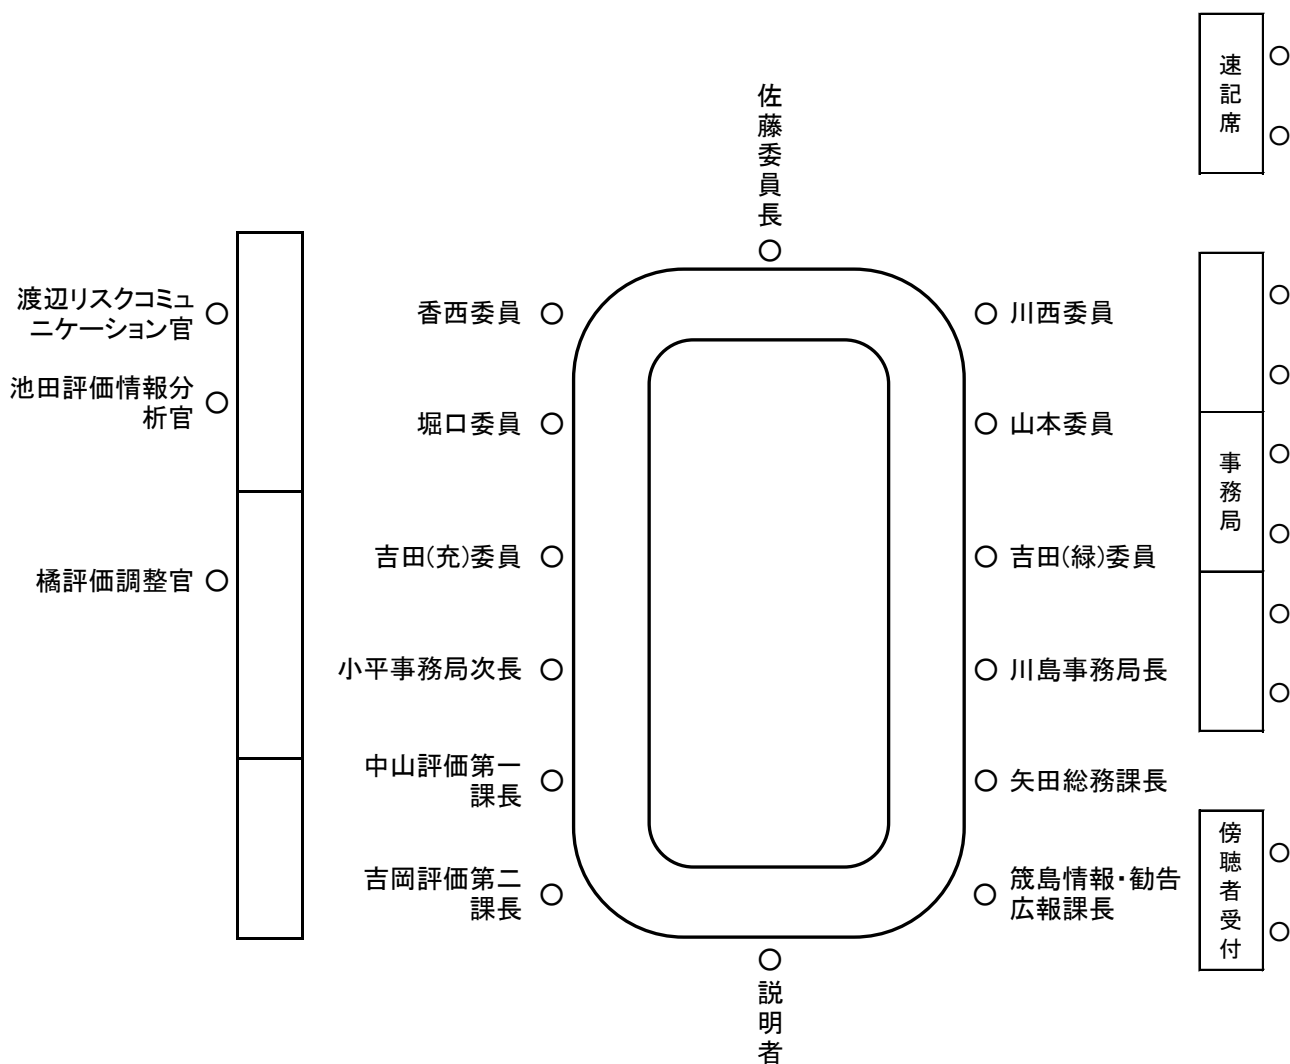 速記席
佐藤委員長
渡辺リスクコミュ
ニケーション官
池田評価情報分
析官
橘評価調整官
香西委員
堀口委員
吉田(充)委員
小平事務局次長
中山評価第一
課長
吉岡評価第二
課長
川西委員
山本委員
吉田(緑)委員
川島事務局長
矢田総務課長
筬島情報・勧告
広報課長
事務局
傍聴者受付
説明者